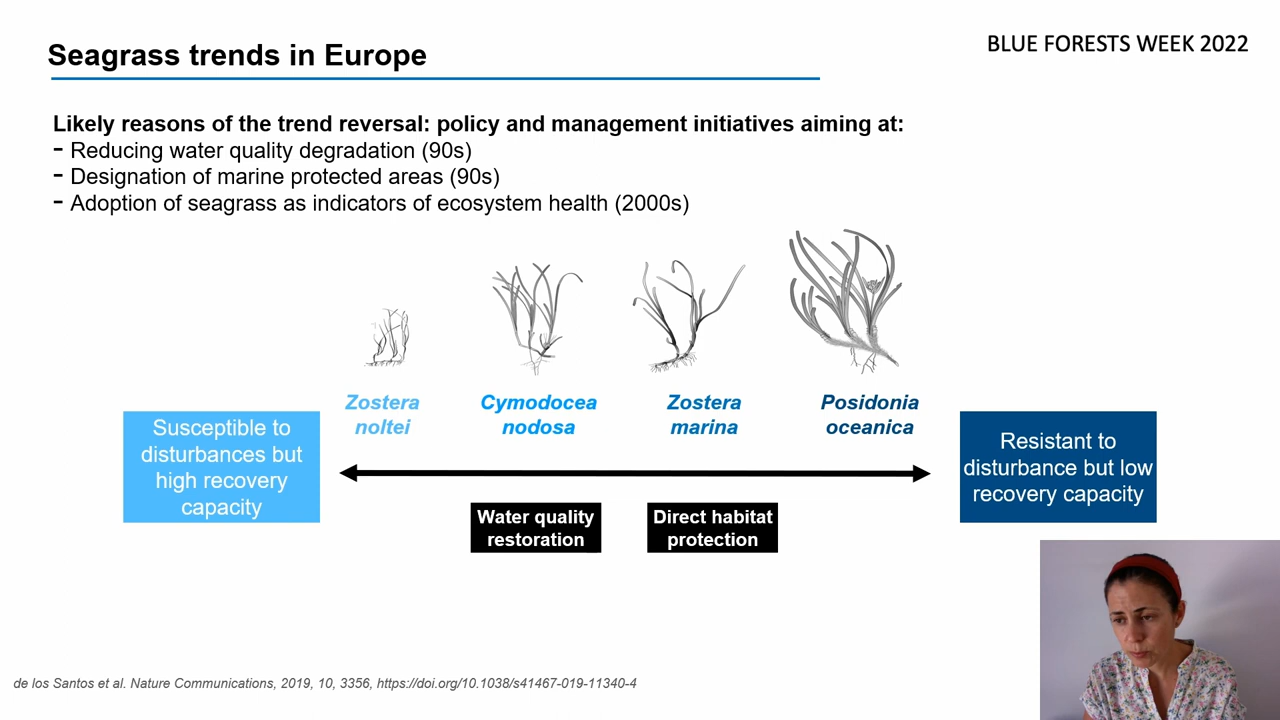 Seagrass trends in Europe
BLUE FORESTS WEEK 2022
Likely reasons of the trend reversal: policy and management initiatives aiming at:
- Reducing water quality degradation (90s)
- Designation of marine protected areas (90s)
- Adoption of seagrass as indicators of ecosystem health (2000s)
Zostera
noltei
Cymodocea
nodosa
Zostera
marina
Posidonia
oceanica
Susceptible to
disturbances but
high recovery
capacity
Resistant to
disturbance but low
recovery capacity
Water quality
restoration
Direct habitat
protection
de los Santos et al. Nature Communications, 2019, 10, 3356, https://doi.org/10.1038/s41467-019-11340-4